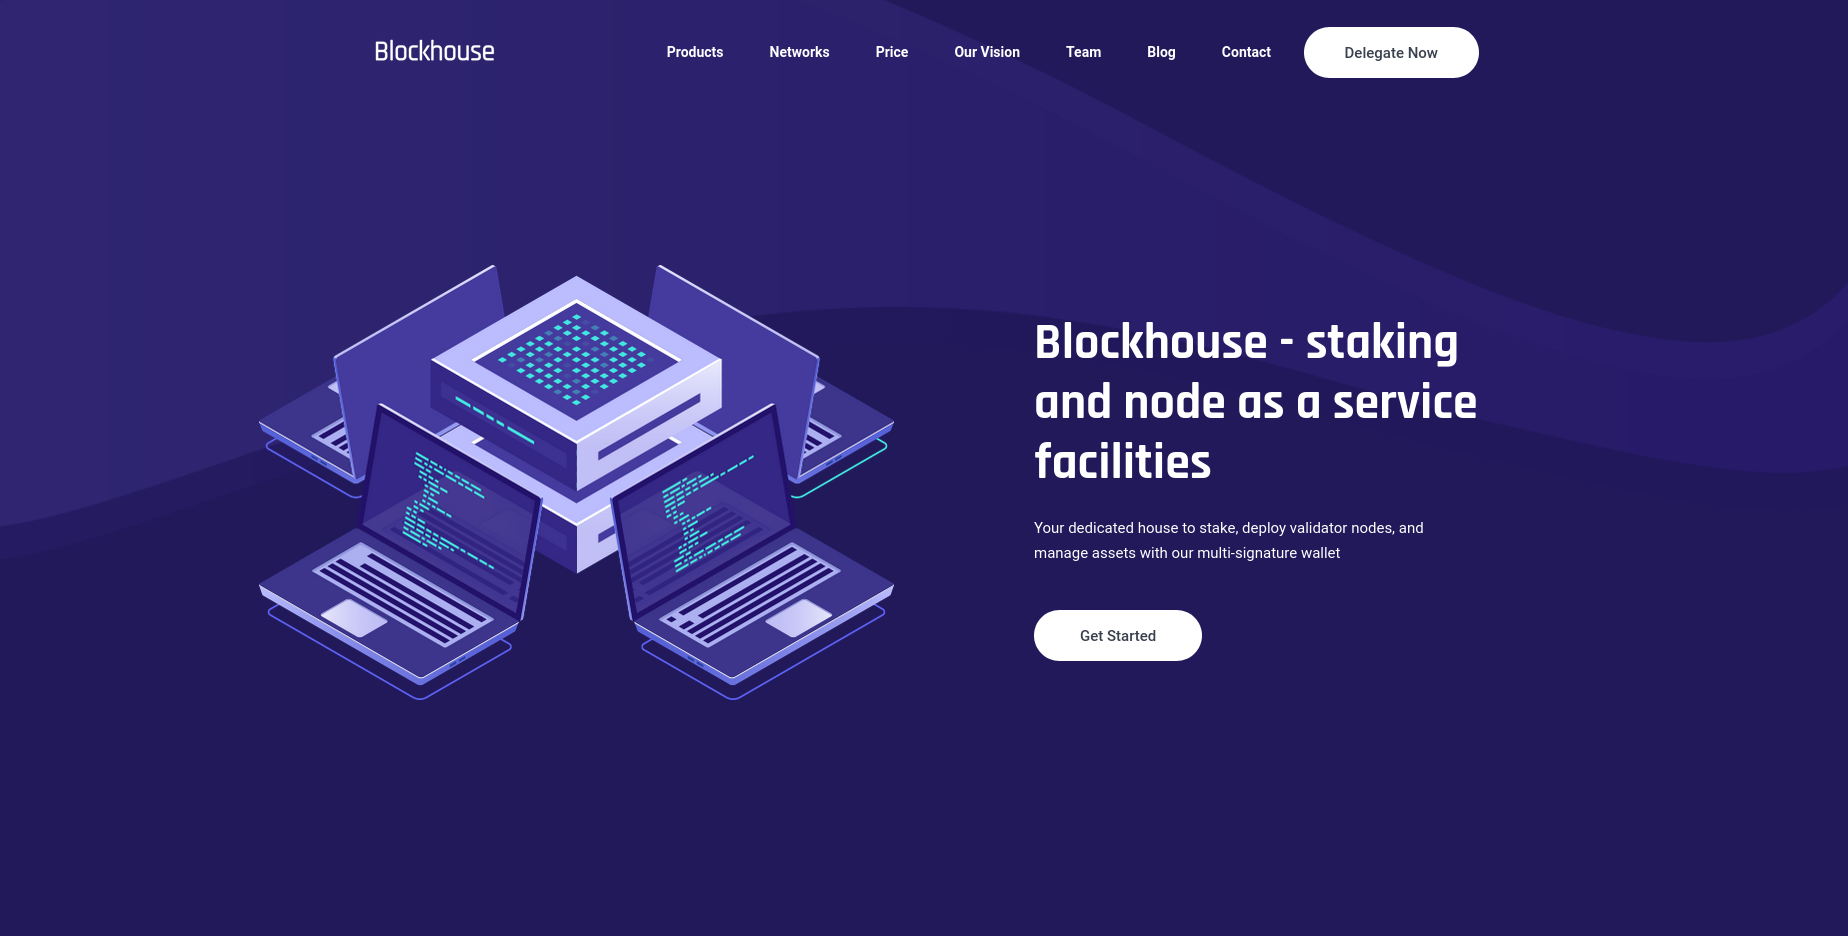 Blockhouse
Products Networks Price Our Vision Team Blog Contact Delegate Now
Blockhouse - staking
and node as a service
facilities
Your dedicated house to stake, deploy validator nodes, and
manage assets with our multi-signature wallet
Get Started